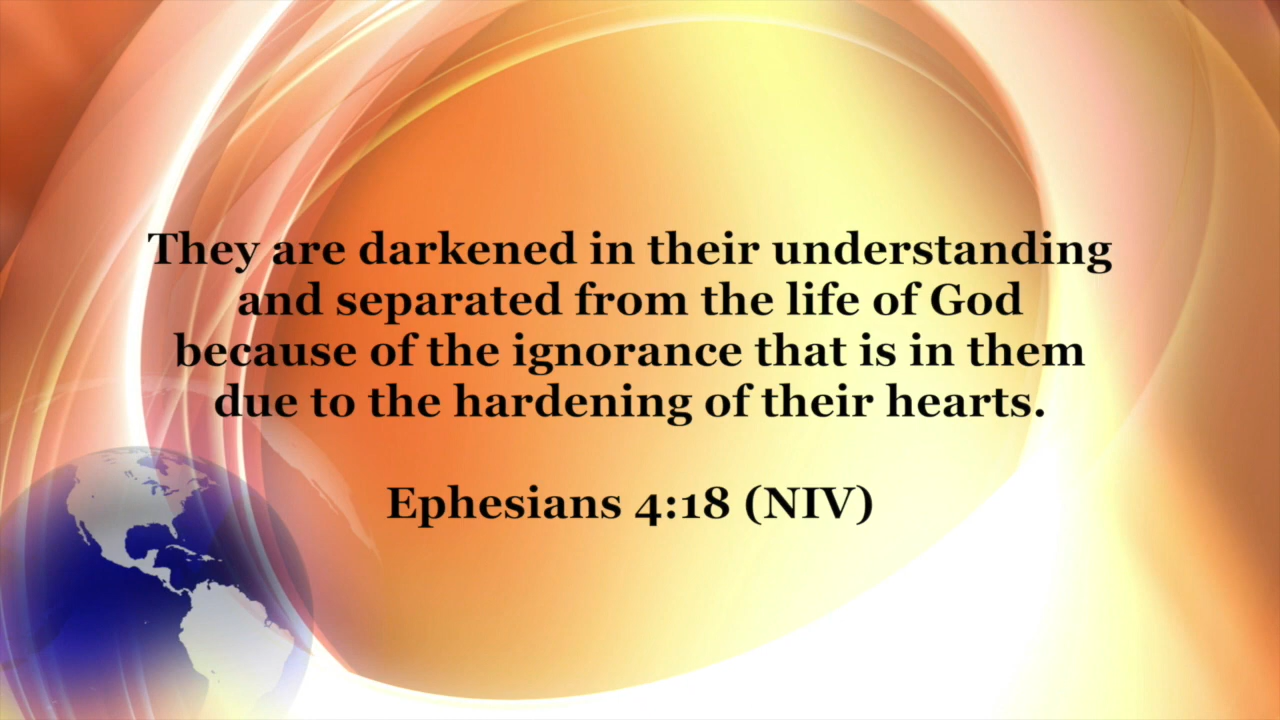 They are darkened in their understanding
and separated from the life of God
because of the ignorance that is in them
due to the hardening of their hearts.
Ephesians 4:18 (NIV)